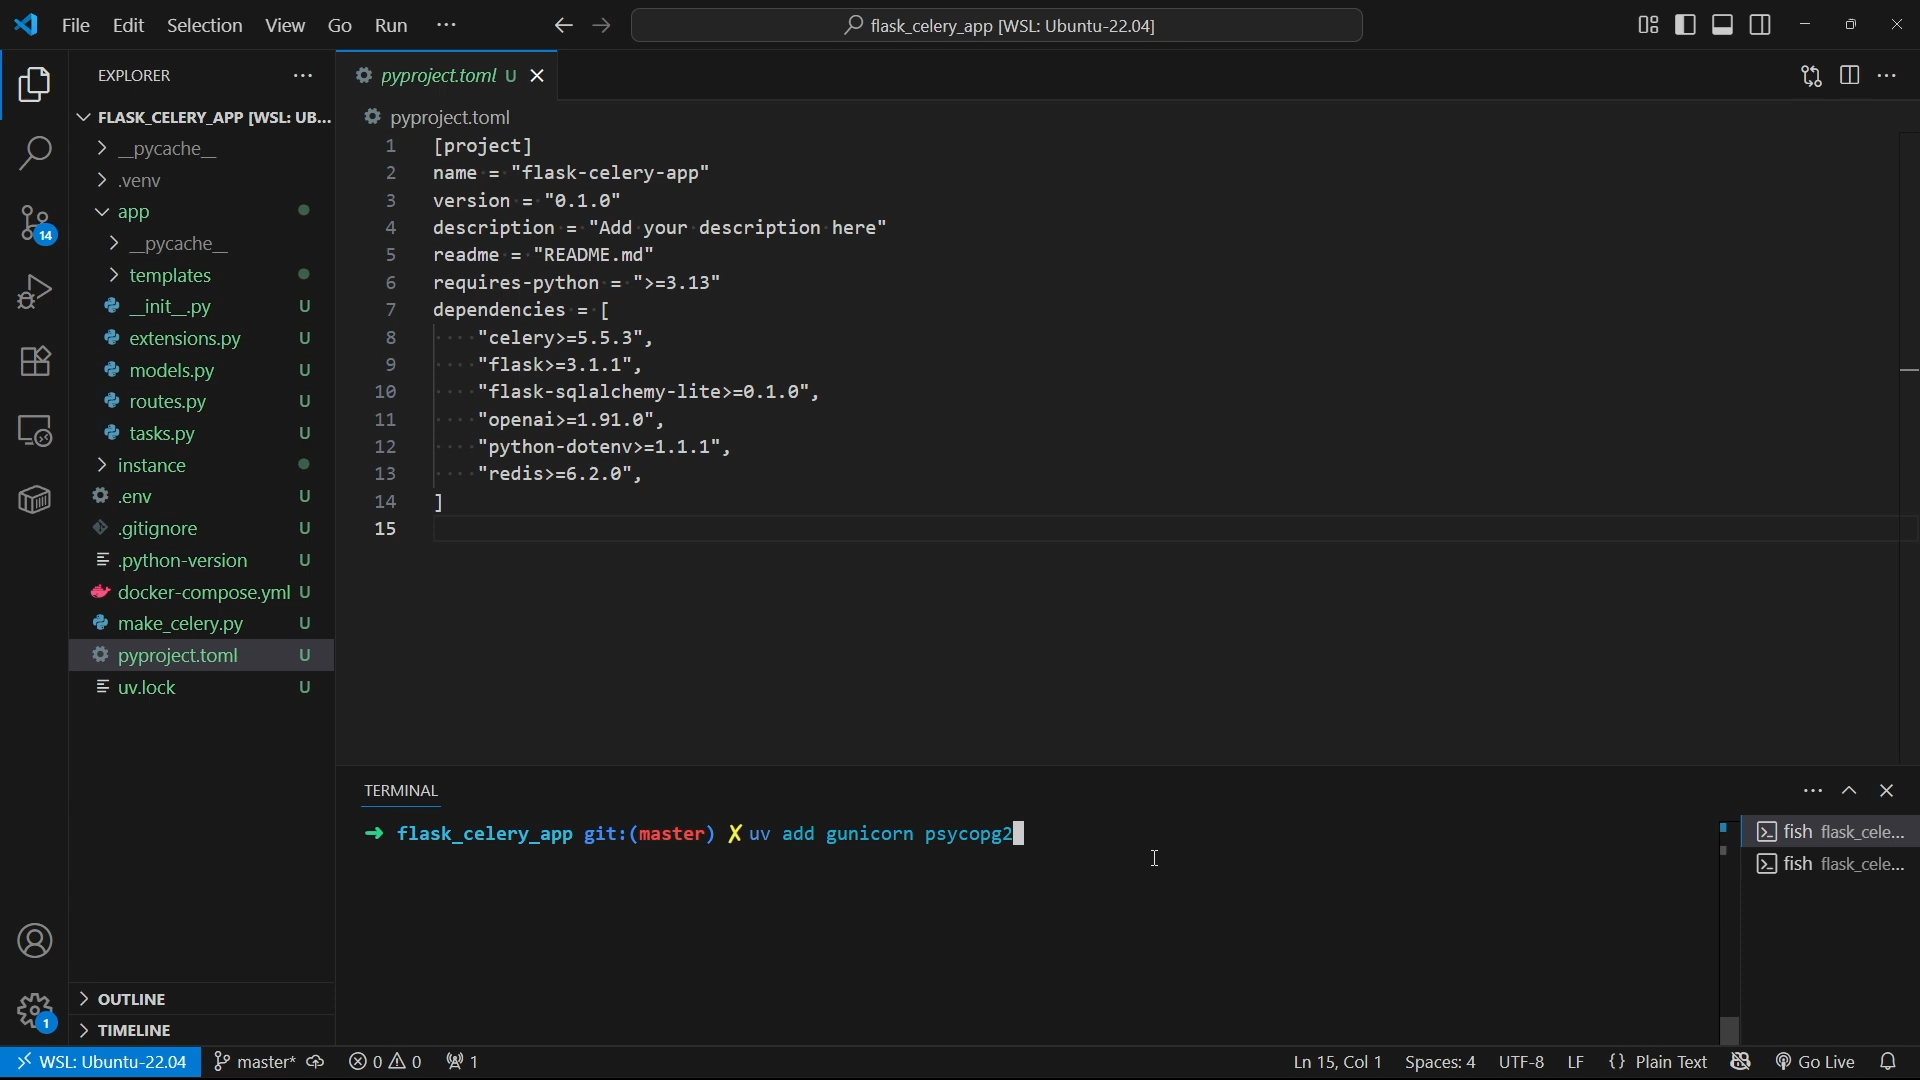 File Edit Selection View Go Run ···
flask_celery_app [WSL: Ubuntu-22.04]
EXPLORER ···
FLASK_CELERY_APP [WSL: UB...
__pycache__
.venv
app
__pycache__
templates
__init__.py U
extensions.py U
models.py U
routes.py U
tasks.py U
instance
.env U
.gitignore U
.python-version U
docker-compose.yml U
make_celery.py U
pyproject.toml U
uv.lock U
OUTLINE
TIMELINE
14
1
pyproject.toml U
pyproject.toml
1 [project]
2 name = "flask-celery-app"
3 version = "0.1.0"
4 description = "Add your description here"
5 readme = "README.md"
6 requires-python = ">=3.13"
7 dependencies = [
8 "celery>=5.5.3",
9 "flask>=3.1.1",
10 "flask-sqlalchemy-lite>=0.1.0",
11 "openai>=1.91.0",
12 "python-dotenv>=1.1.1",
13 "redis>=6.2.0",
14 ]
15
TERMINAL
→ flask_celery_app git:(master) ✗ uv add gunicorn psycopg2
fish flask_cele...
fish flask_cele...
WSL: Ubuntu-22.04 master* 0 0 1 Ln 15, Col 1 Spaces: 4 UTF-8 LF {} Plain Text Go Live